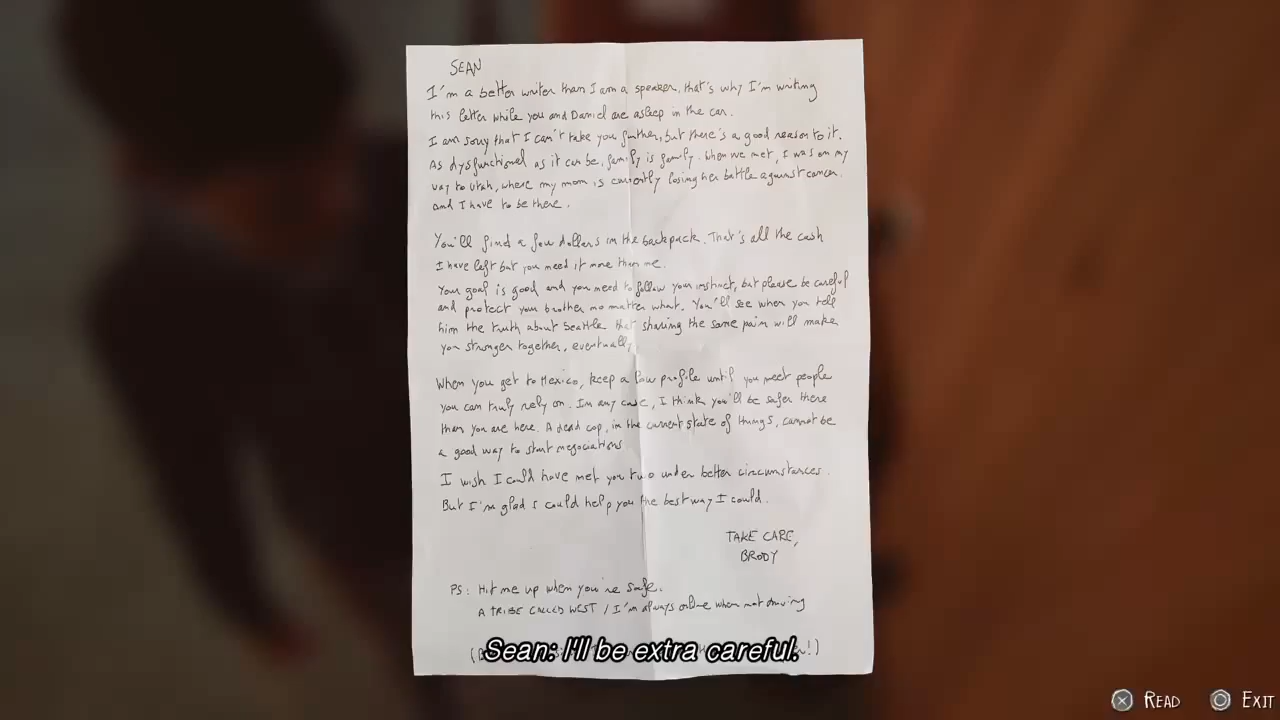 SEAN
I'm a better writer than I am a speaker, that's why I'm writing
this letter while you and Daniel are asleep in the car.
I am sorry that I can't take you further, but there's a good reason to it.
As dysfunctional as it can be, family is family. When we met, I was on my
way to Utah, where my mom is currently losing her battle against cancer.
and I have to be there.
You'll find a few dollars in the backpack. That's all the cash
I have left but you need it more than me.
Your goal is good and you need to follow your instinct, but please be careful
and protect your brother no matter what. You'll see when you tell
him the truth about Seattle that sharing the same pain will make
you stronger together, eventually.
When you get to Mexico, keep a low profile until you meet people
you can truly rely on. In any case, I think you'll be safer there
than you are here. A dead cop, in the current state of things, cannot be
a good way to start negociations
I wish I could have met you two under better circumstances.
But I'm glad I could help you the best way I could.
TAKE CARE,
BRODY
PS: Hit me up when you're safe.
A TRIBE CALLED WEST / I'm always online when not driving
Sean: I'll be extra careful.
READ EXIT